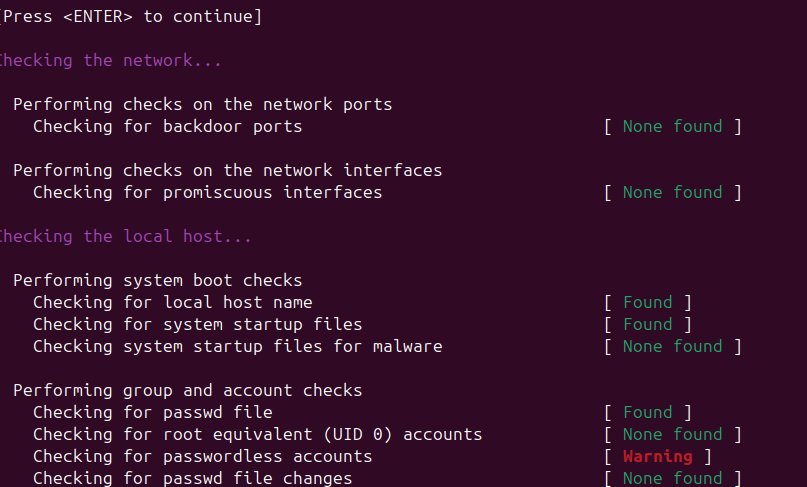 [Press <ENTER> to continue]
Checking the network...
Performing checks on the network ports
Checking for backdoor ports [ None found ]
Performing checks on the network interfaces
Checking for promiscuous interfaces [ None found ]
Checking the local host...
Performing system boot checks
Checking for local host name [ Found ]
Checking for system startup files [ Found ]
Checking system startup files for malware [ None found ]
Performing group and account checks
Checking for passwd file [ Found ]
Checking for root equivalent (UID 0) accounts [ None found ]
Checking for passwordless accounts [ Warning ]
Checking for passwd file changes [ None found ]